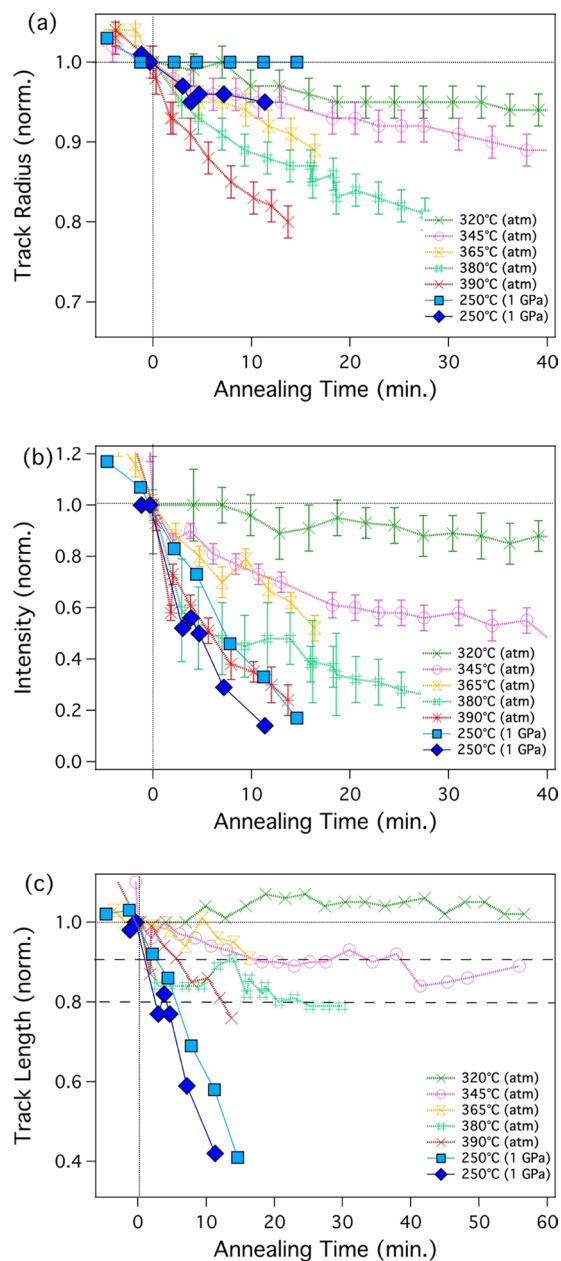 (a)
Track Radius (norm.)
1.0
0.9
0.8
0.7
320°C (atm)
345°C (atm)
365°C (atm)
380°C (atm)
390°C (atm)
250°C (1 GPa)
250°C (1 GPa)
0 10 20 30 40
Annealing Time (min.)
(b)
Intensity (norm.)
1.2
1.0
0.8
0.6
0.4
0.2
0.0
320°C (atm)
345°C (atm)
365°C (atm)
380°C (atm)
390°C (atm)
250°C (1 GPa)
250°C (1 GPa)
0 10 20 30 40
Annealing Time (min.)
(c)
Track Length (norm.)
1.0
0.8
0.6
0.4
320°C (atm)
345°C (atm)
365°C (atm)
380°C (atm)
390°C (atm)
250°C (1 GPa)
250°C (1 GPa)
0 10 20 30 40 50 60
Annealing Time (min.)